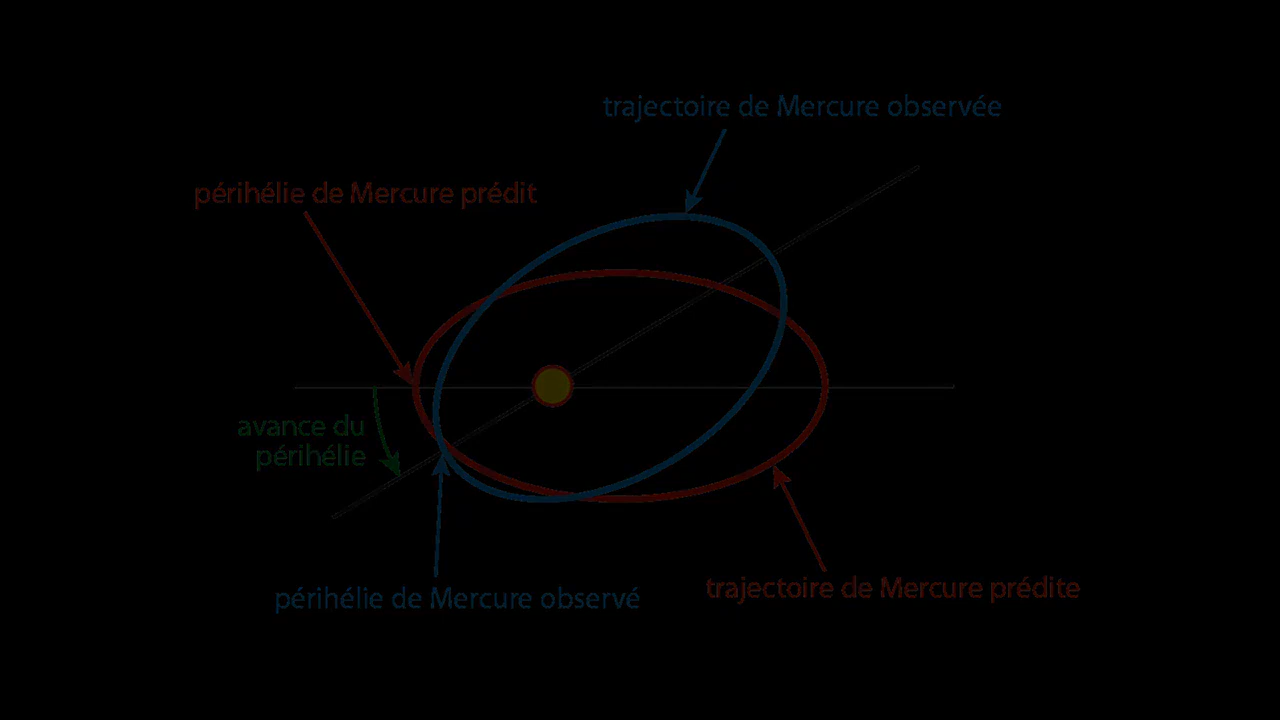 trajectoire de Mercure observée
périhélie de Mercure prédit
avance du
périhélie
périhélie de Mercure observé
trajectoire de Mercure prédite